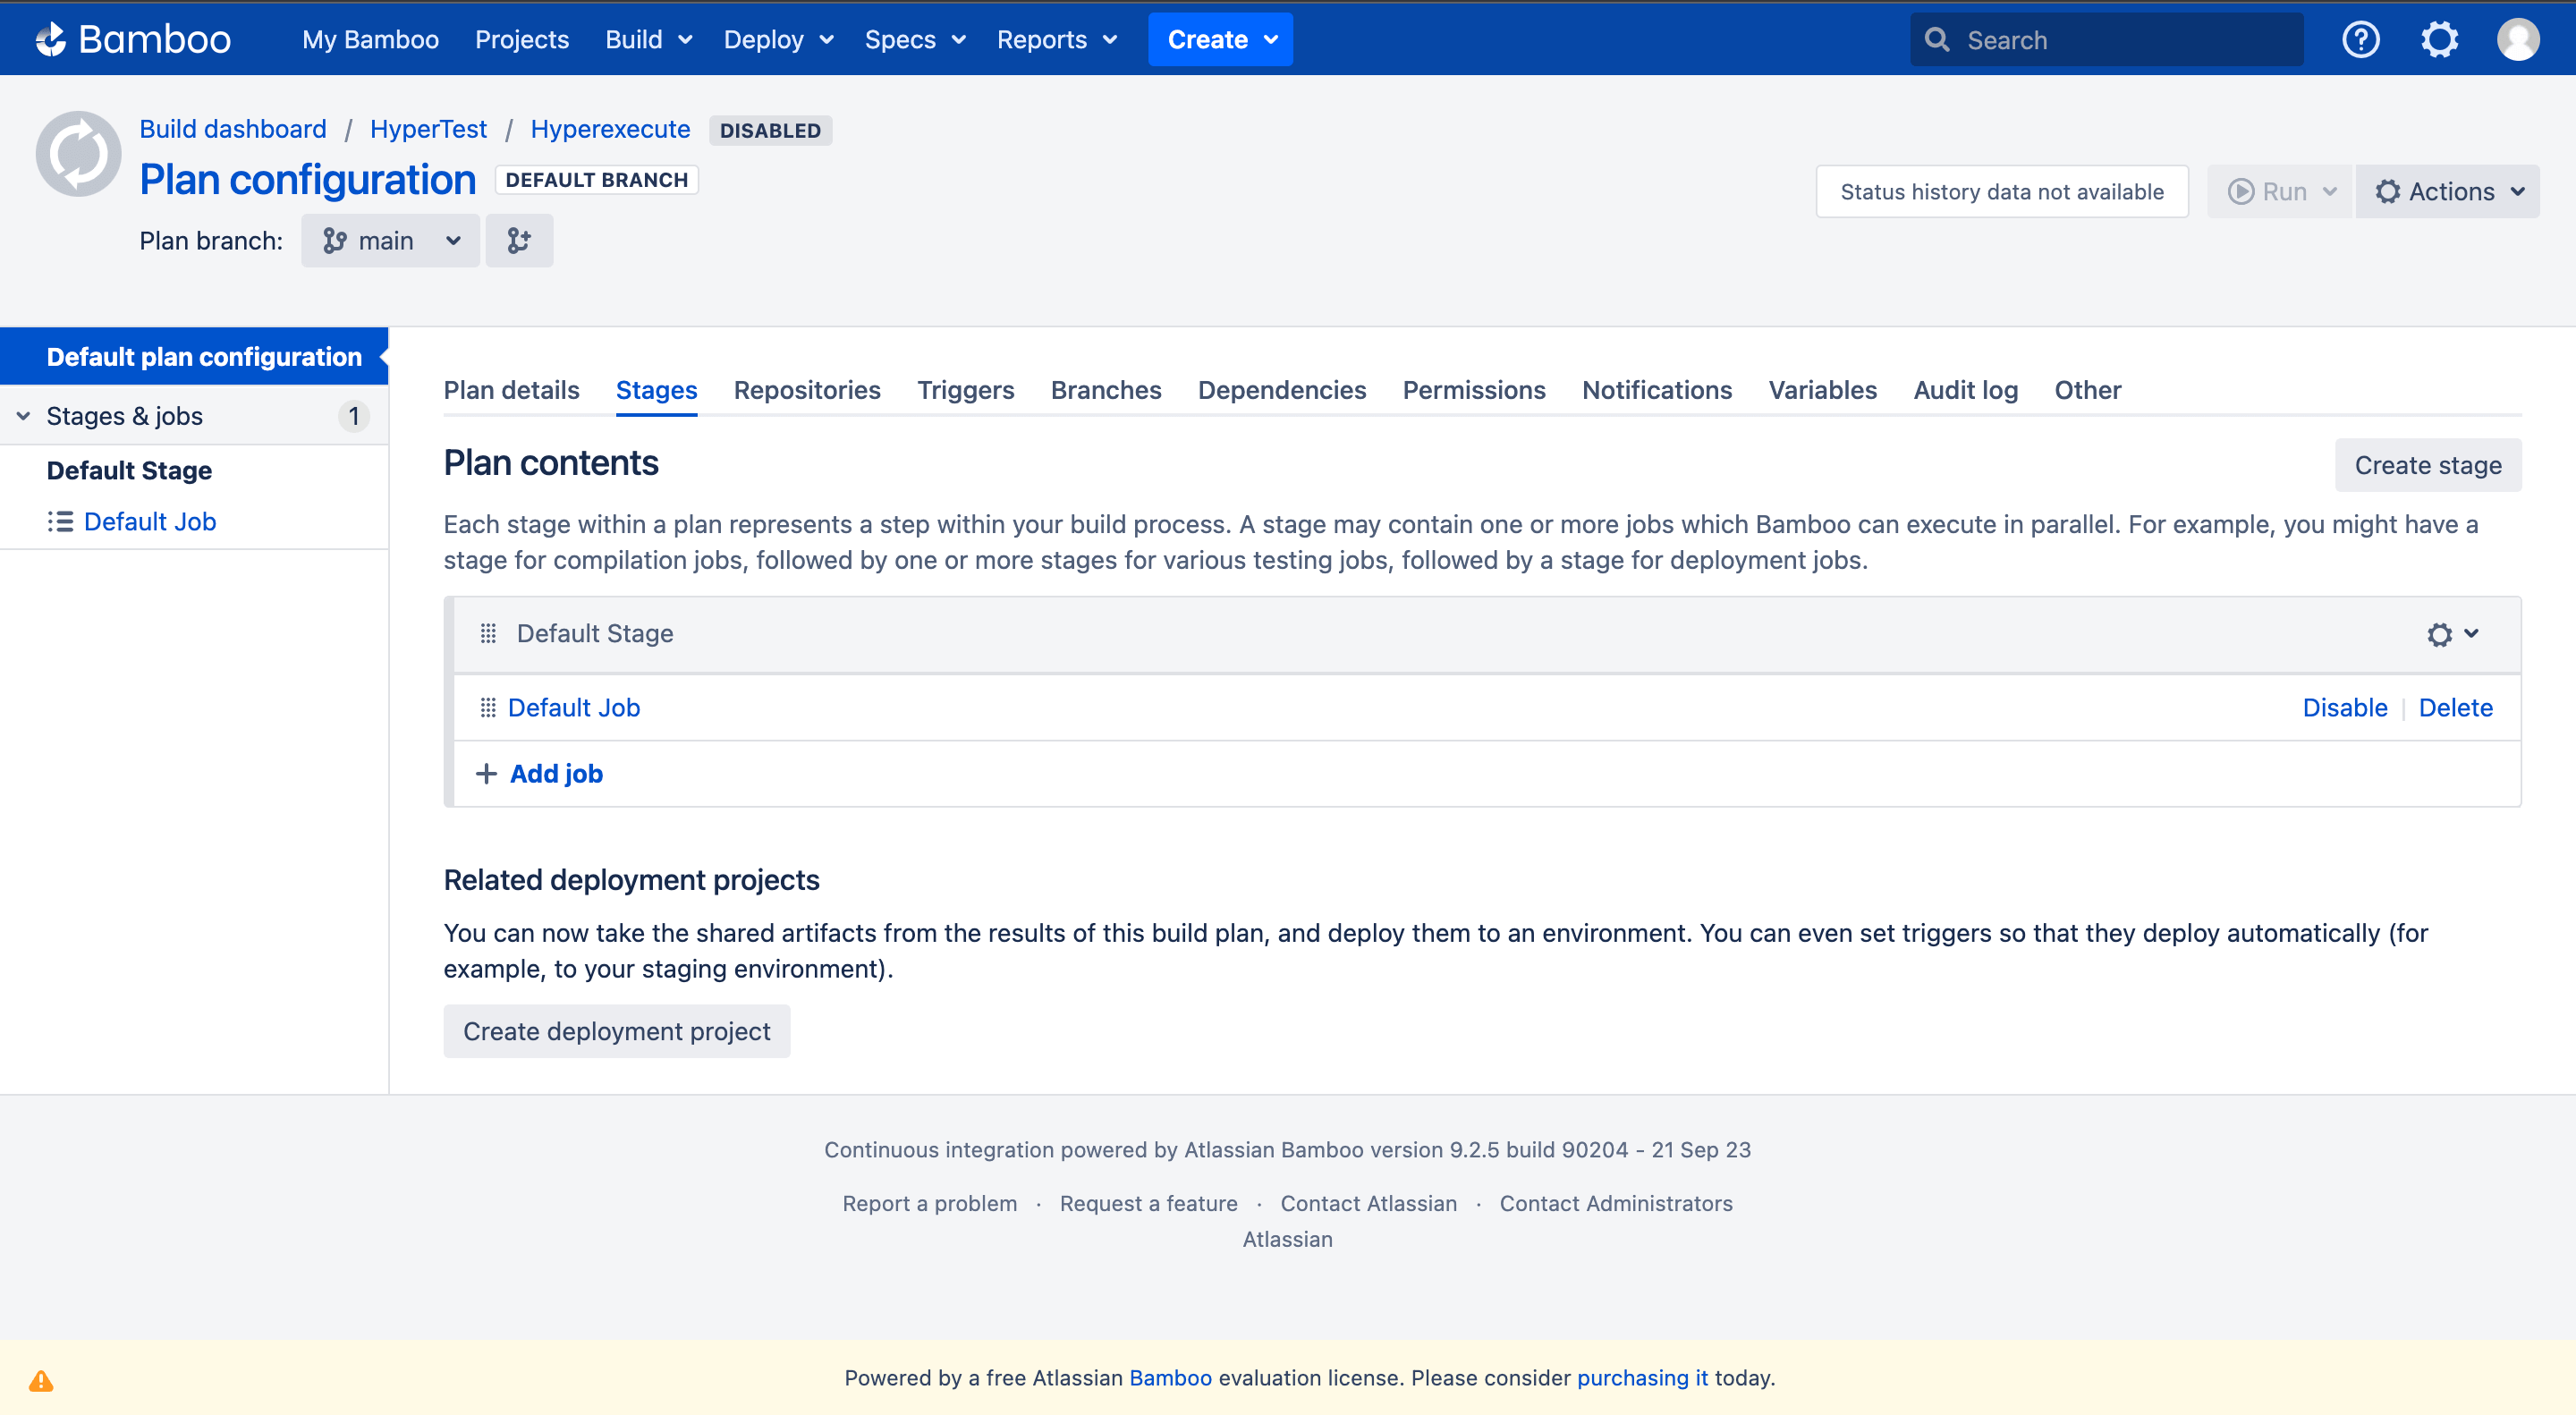 Bamboo My Bamboo Projects Build Deploy Specs Reports Create Search
Build dashboard / HyperTest / Hyperexecute DISABLED
Plan configuration DEFAULT BRANCH
Status history data not available Run Actions
Plan branch: main
Default plan configuration
Stages & jobs 1
Default Stage
Default Job
Plan details Stages Repositories Triggers Branches Dependencies Permissions Notifications Variables Audit log Other
Plan contents
Create stage
Each stage within a plan represents a step within your build process. A stage may contain one or more jobs which Bamboo can execute in parallel. For example, you might have a
stage for compilation jobs, followed by one or more stages for various testing jobs, followed by a stage for deployment jobs.
Default Stage
Default Job Disable Delete
Add job
Related deployment projects
You can now take the shared artifacts from the results of this build plan, and deploy them to an environment. You can even set triggers so that they deploy automatically (for
example, to your staging environment).
Create deployment project
Continuous integration powered by Atlassian Bamboo version 9.2.5 build 90204 - 21 Sep 23
Report a problem · Request a feature · Contact Atlassian · Contact Administrators
Atlassian
Powered by a free Atlassian Bamboo evaluation license. Please consider purchasing it today.